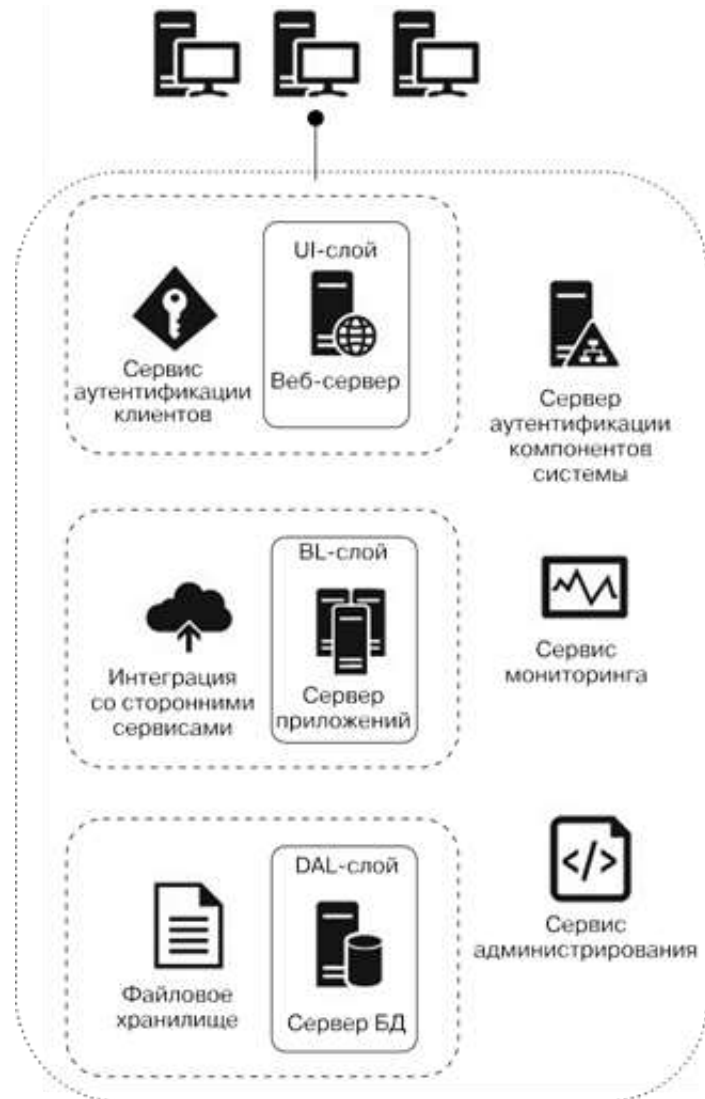 UI-слой
Веб-сервер
Сервис
аутентификации
клиентов
Сервер
аутентификации
компонентов
системы
BL-слой
Сервер
приложений
Интеграция
со сторонними
сервисами
Сервис
мониторинга
DAL-слой
Сервер БД
Файловое
хранилище
Сервис
администрирования